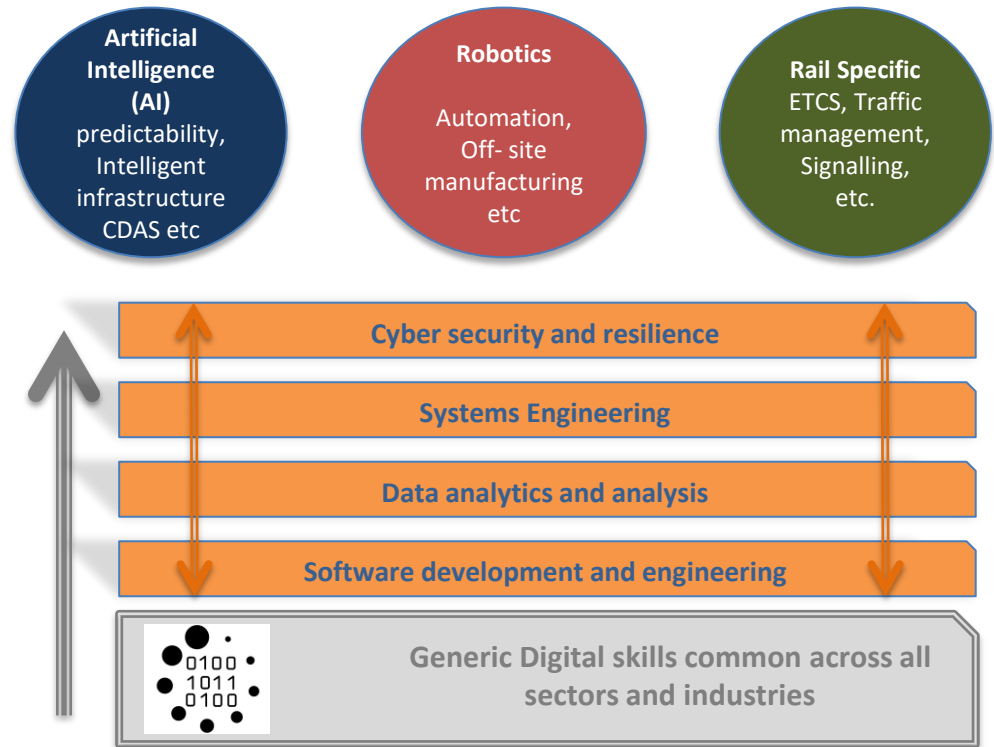 Artificial
Intelligence
(AI)
predictability,
Intelligent
infrastructure
CDAS etc
Robotics
Automation,
Off- site
manufacturing
etc
Rail Specific
ETCS, Traffic
management,
Signalling,
etc.
Cyber security and resilience
Systems Engineering
Data analytics and analysis
Software development and engineering
0100
1011
0100
Generic Digital skills common across all
sectors and industries